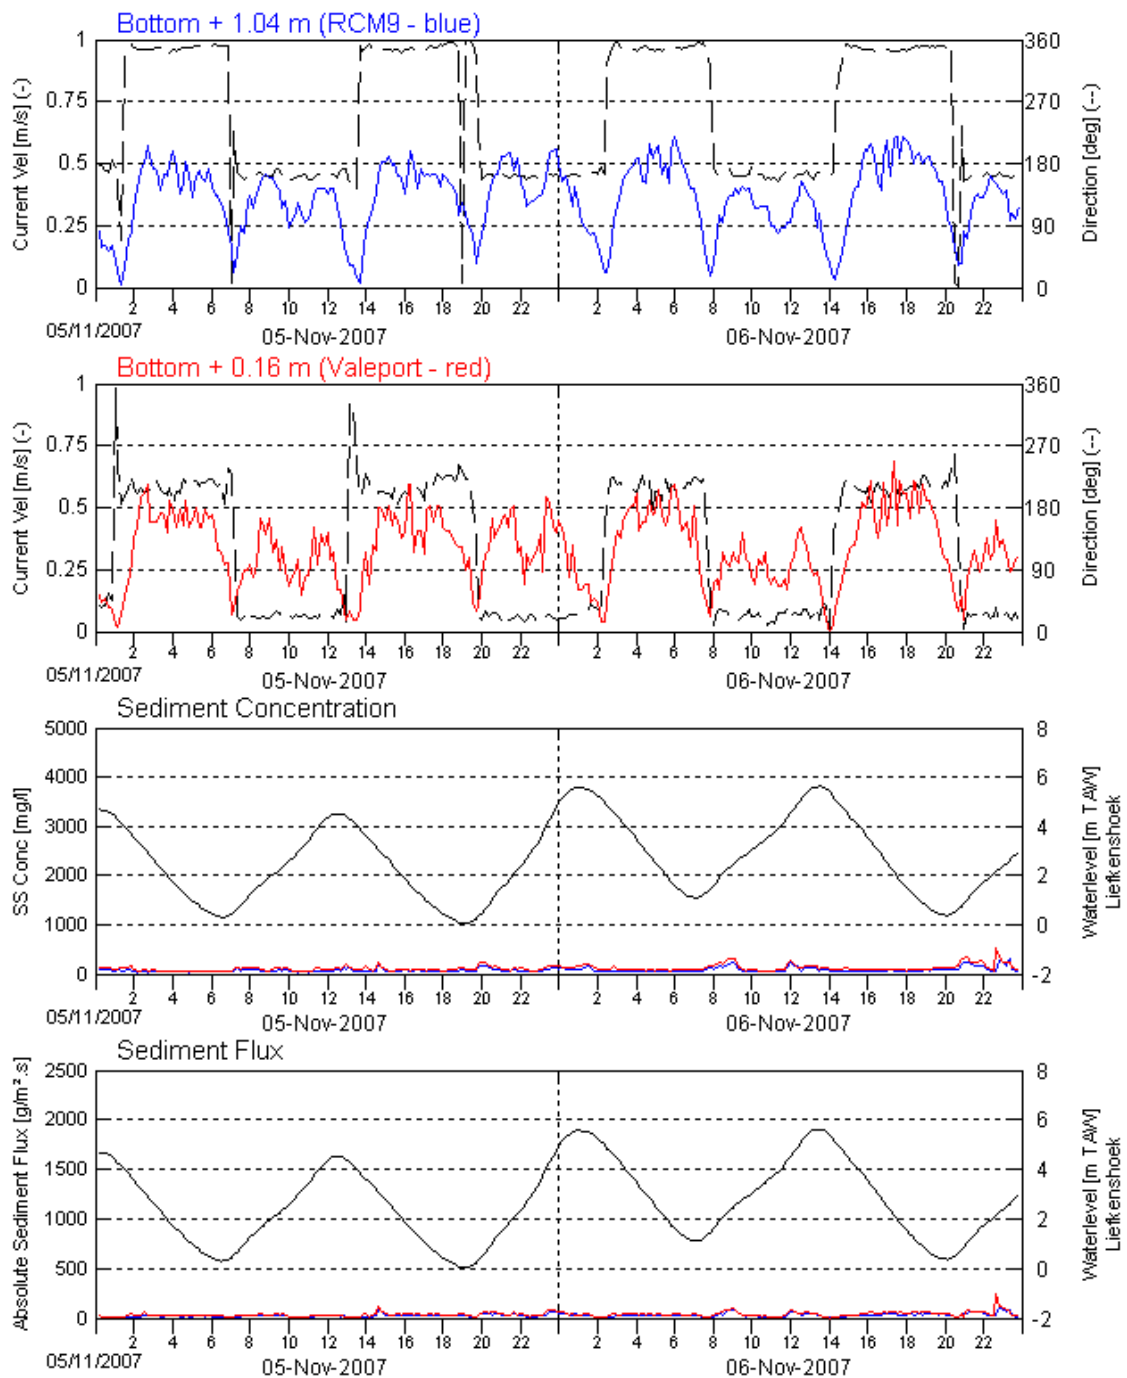 Bottom + 1.04 m (RCM9 - blue)
Current Vel [m/s] (-)
1
0.75
0.5
0.25
0
360
270
180
90
0
Direction [deg] (--)
2 4 6 8 10 12 14 16 18 20 22 2 4 6 8 10 12 14 16 18 20 22
05/11/2007
05-Nov-2007
06-Nov-2007
Bottom + 0.16 m (Valeport - red)
Current Vel [m/s] (-)
1
0.75
0.5
0.25
0
360
270
180
90
0
Direction [deg] (--)
2 4 6 8 10 12 14 16 18 20 22 2 4 6 8 10 12 14 16 18 20 22
05/11/2007
05-Nov-2007
06-Nov-2007
Sediment Concentration
SS Conc [mg/l]
5000
4000
3000
2000
1000
0
8
6
4
2
0
-2
Waterlevel [m TAW]
Liefkenshoek
2 4 6 8 10 12 14 16 18 20 22 2 4 6 8 10 12 14 16 18 20 22
05/11/2007
05-Nov-2007
06-Nov-2007
Sediment Flux
Absolute Sediment Flux [g/m².s]
2500
2000
1500
1000
500
0
8
6
4
2
0
-2
Waterlevel [m TAW]
Liefkenshoek
2 4 6 8 10 12 14 16 18 20 22 2 4 6 8 10 12 14 16 18 20 22
05/11/2007
05-Nov-2007
06-Nov-2007